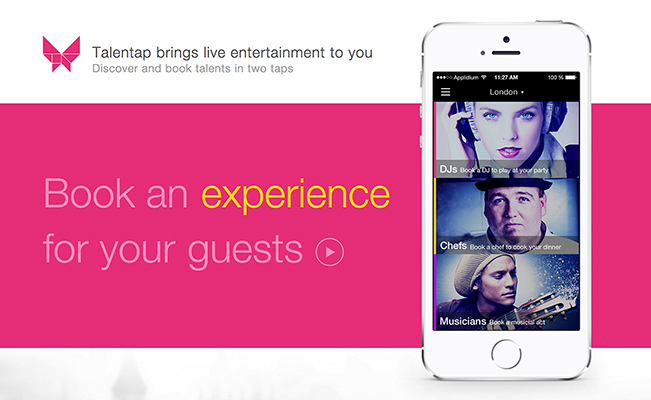 Talentap brings live entertainment to you
Discover and book talents in two taps
Book an experience
for your guests
Applidium
11:27 AM
100 %
London
DJs Book a DJ to play at your party
Chefs Book a chef to cook your dinner
Musicians Book a musicial act